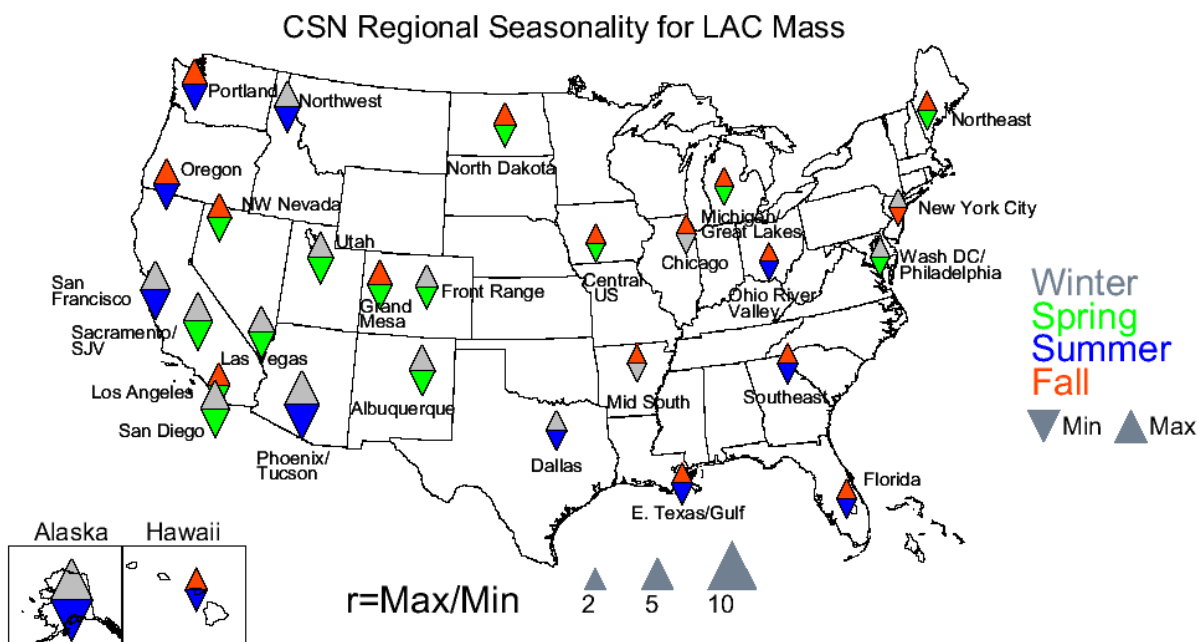 CSN Regional Seasonality for LAC Mass
Portland
Northwest
Northeast
North Dakota
Oregon
NW Nevada
Michigan/
Great Lakes
New York City
Utah
Chicago
Wash DC/
Philadelphia
San
Francisco
Grand
Mesa
Front Range
Central
US
Ohio River
Valley
Sacramento/
SJV
Las Vegas
Los Angeles
San Diego
Albuquerque
Mid South
Southeast
Phoenix/
Tucson
Dallas
E. Texas/Gulf
Florida
Winter
Spring
Summer
Fall
Min Max
Alaska
Hawaii
r=Max/Min
2 5 10